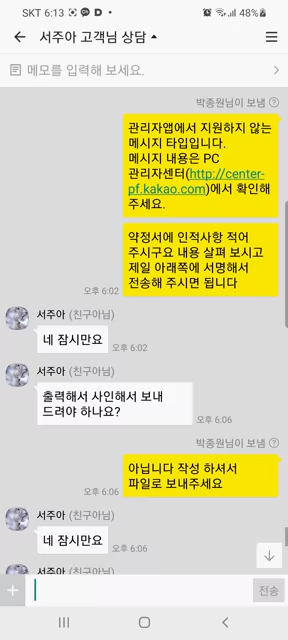 SKT 6:13
48%
서주아 고객님 상담
메모를 입력해 보세요.
박종원님이 보냄
관리자앱에서 지원하지 않는
메시지 타입입니다.
메시지 내용은 PC
관리자센터(http://center-
pf.kakao.com)에서 확인해
주세요.
약정서에 인적사항 적어
주시구요 내용 살펴 보시고
제일 아래쪽에 서명해서
전송해 주시면 됩니다
오후 6:02
서주아 (친구아님)
네 잠시만요
오후 6:02
서주아 (친구아님)
출력해서 사인해서 보내
드려야 하나요?
오후 6:06
박종원님이 보냄
아닙니다 작성 하셔서
파일로 보내주세요
오후 6:06
서주아 (친구아님)
네 잠시만요
오후 6:06
서주아 (친구아님)
전송